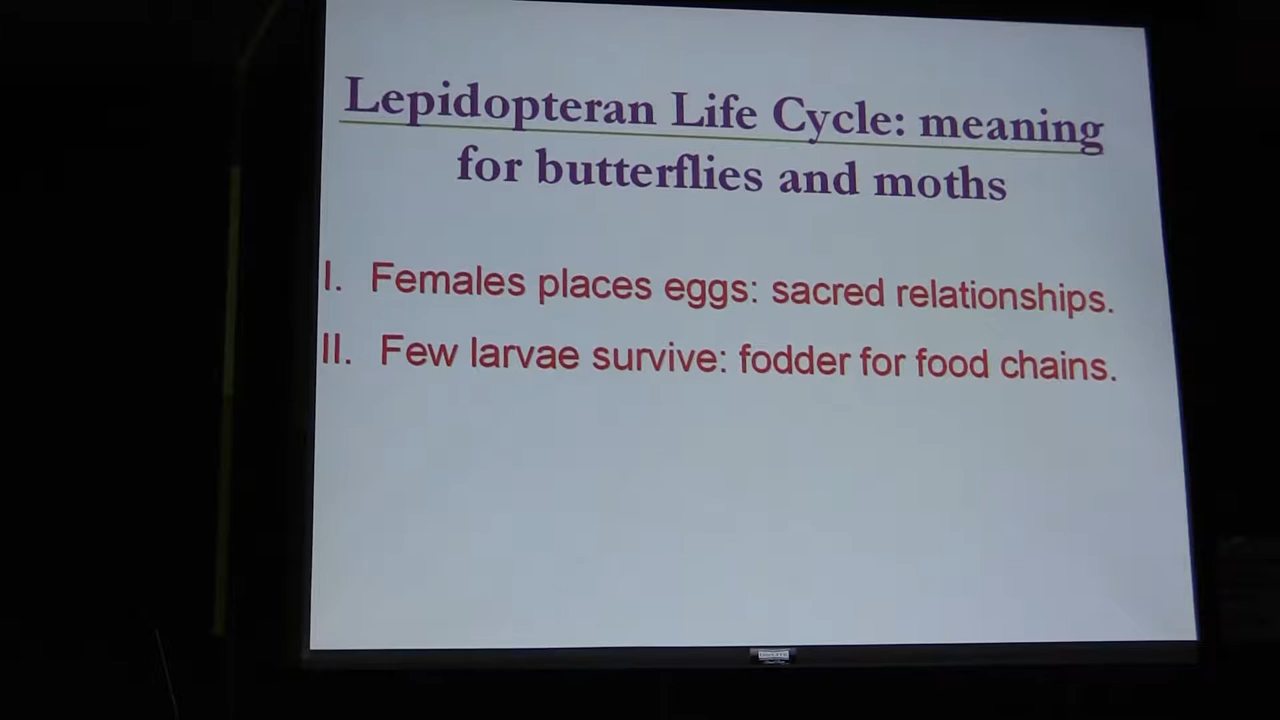 Lepidopteran Life Cycle: meaning
for butterflies and moths
I. Females places eggs: sacred relationships.
II. Few larvae survive: fodder for food chains.